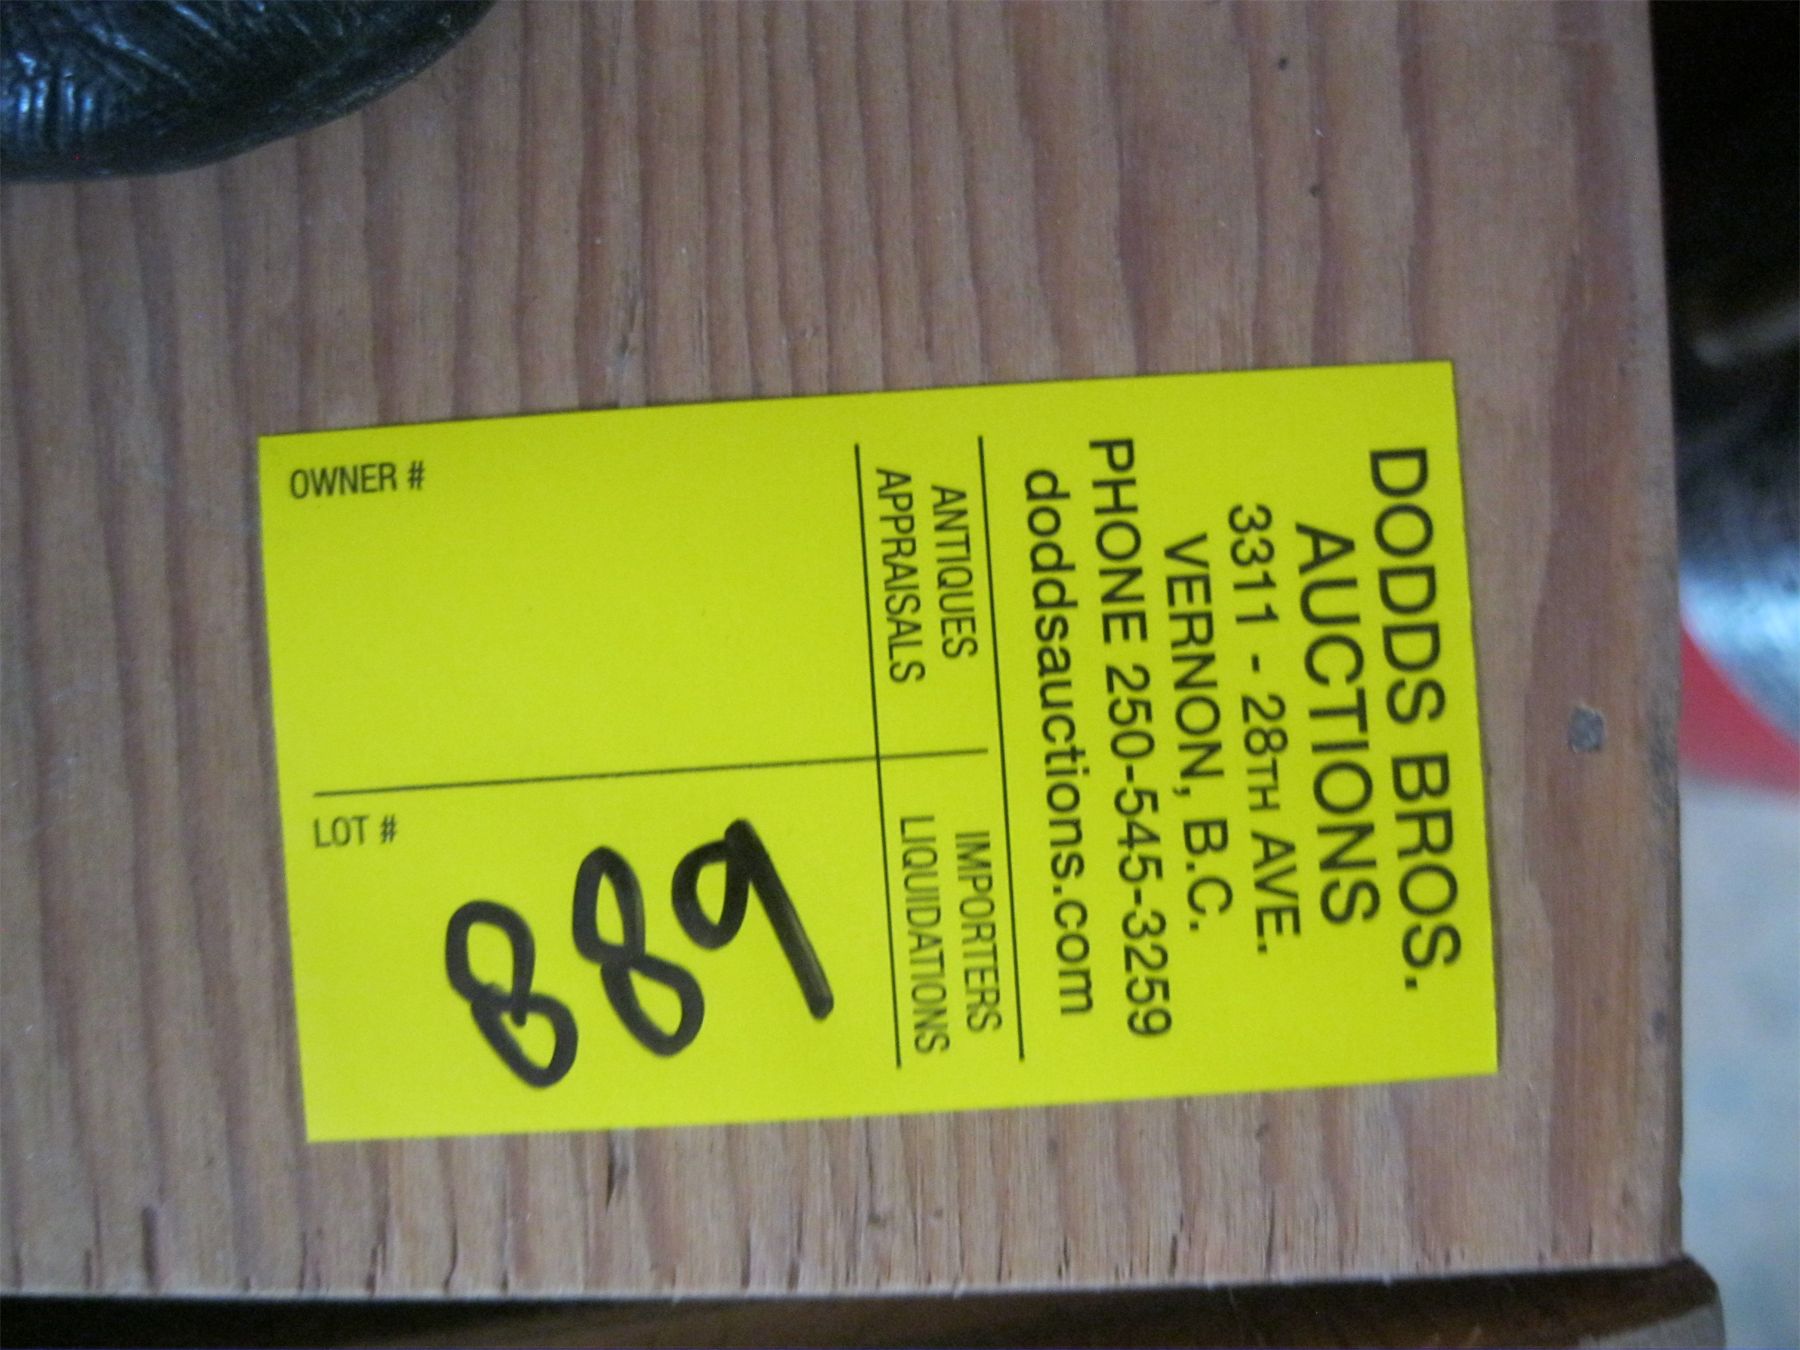 DODDS BROS.
AUCTIONS
3311 - 28TH AVE.
VERNON, B.C.
PHONE 250-545-3259
doddsauctions.com
ANTIQUES IMPORTERS
APPRAISALS LIQUIDATIONS
OWNER #
LOT #
889